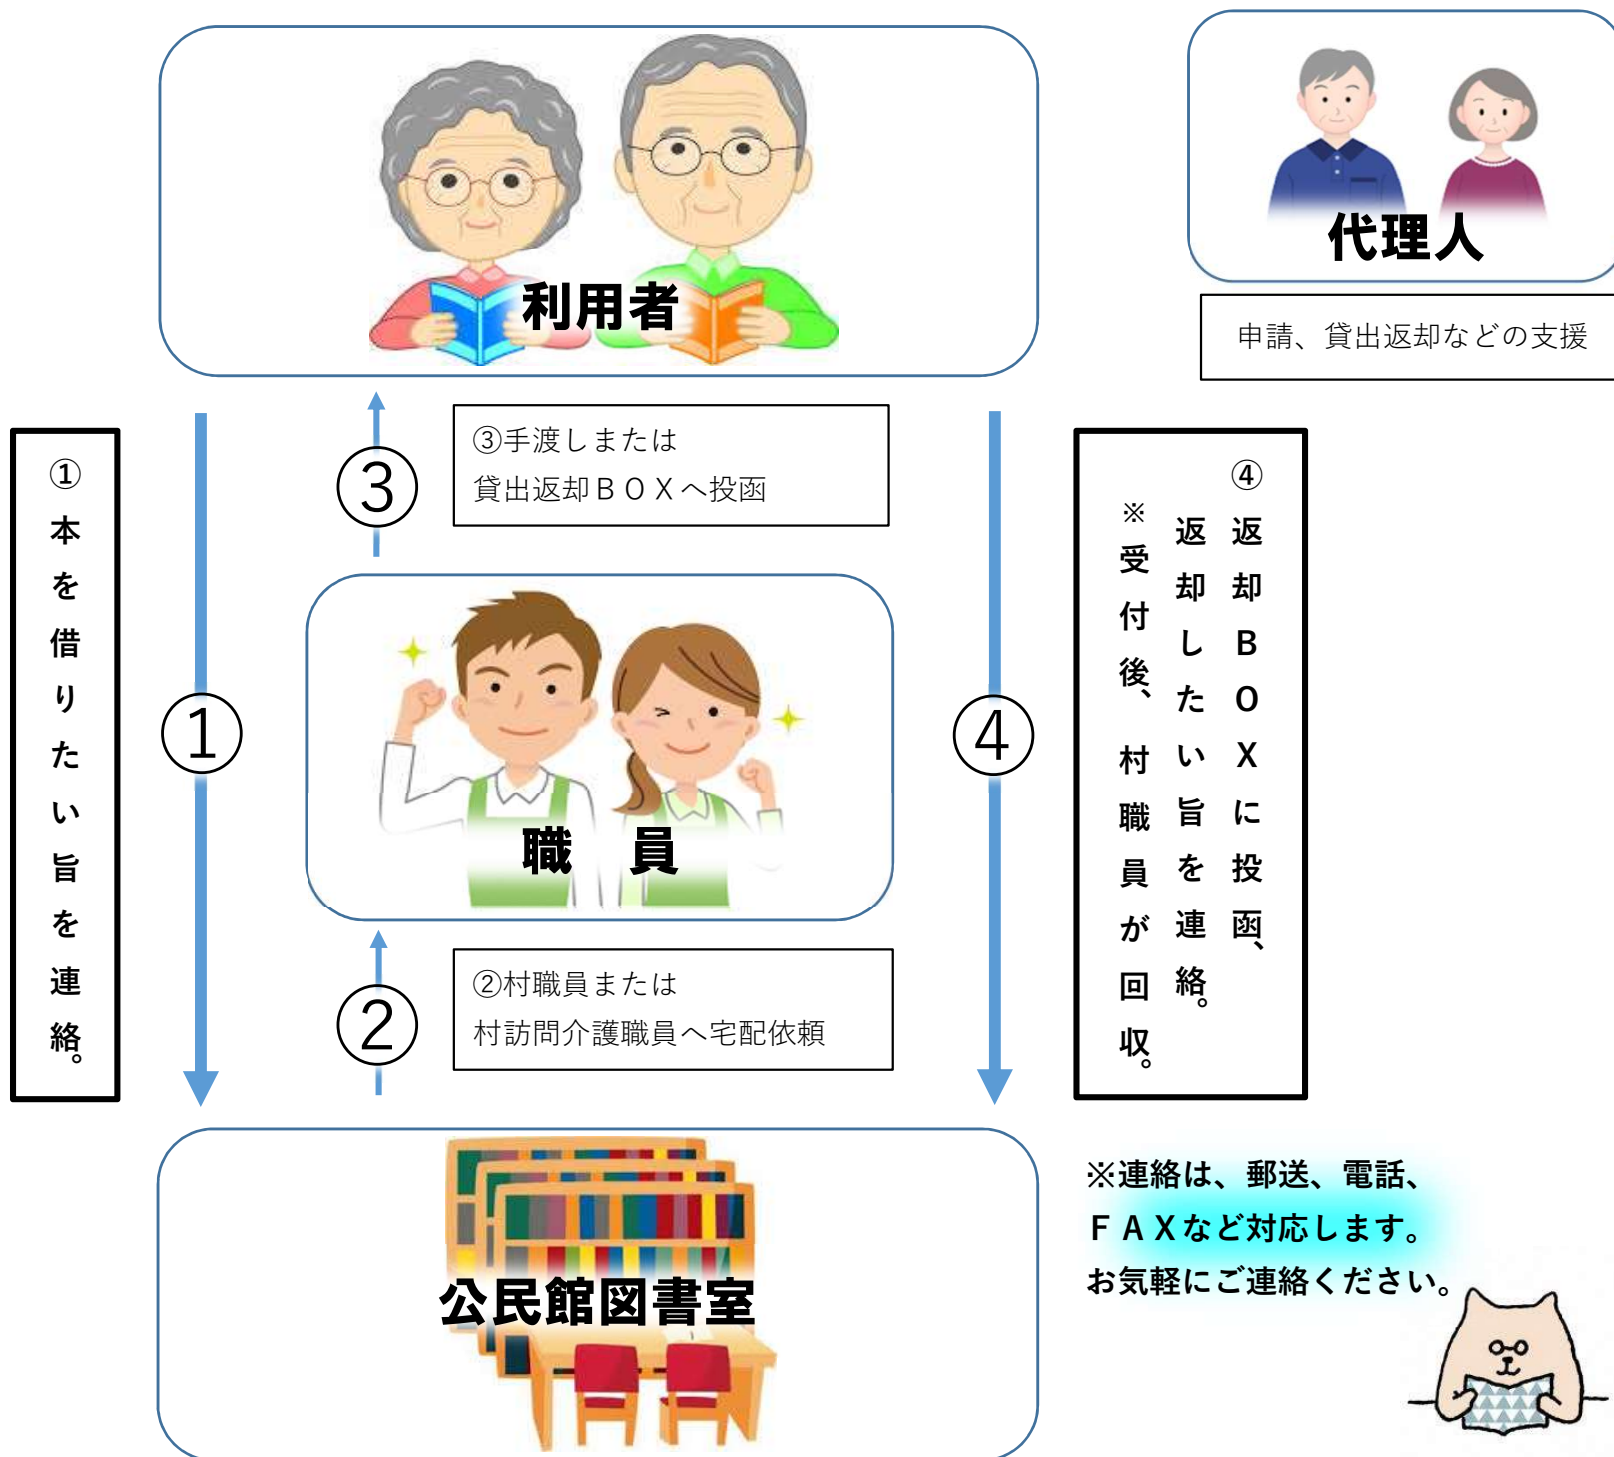 利用者
代理人
申請、貸出返却などの支援
①本を借りたい旨を連絡。
①
③
③手渡しまたは
貸出返却ＢＯＸへ投函
職　員
②
②村職員または
村訪問介護職員へ宅配依頼
④
④返却ＢＯＸに投函、
返却したい旨を連絡。
※受付後、村職員が回収。
公民館図書室
※連絡は、郵送、電話、
ＦＡＸなど対応します。
お気軽にご連絡ください。